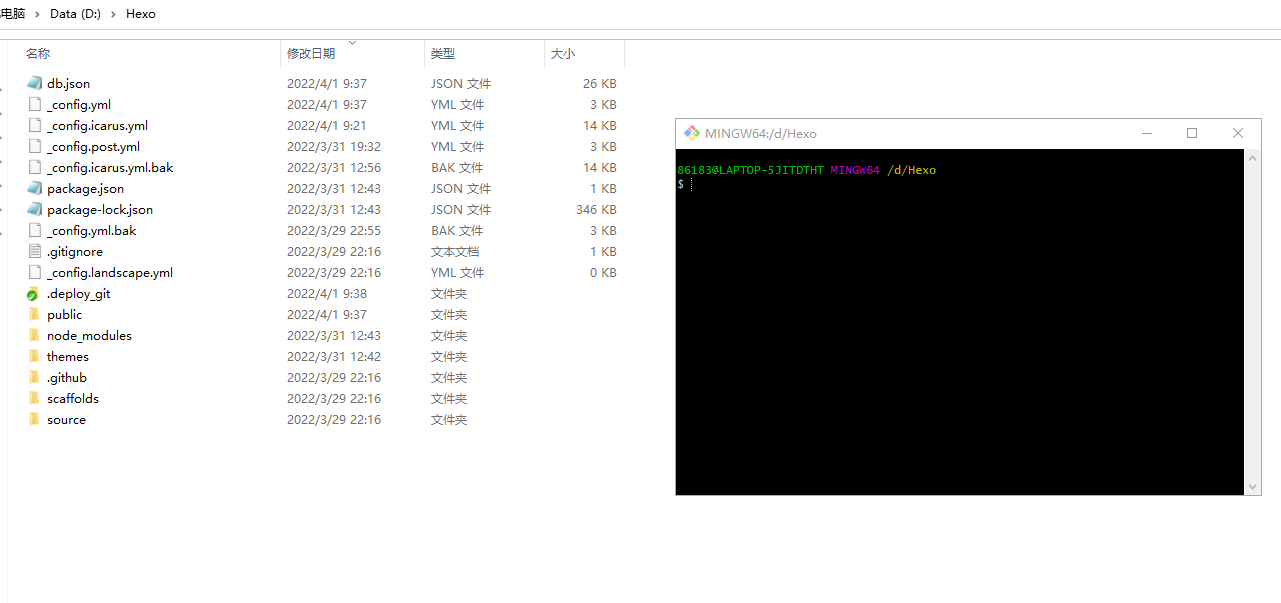 电脑 › Data (D:) › Hexo
名称 修改日期 类型 大小
db.json 2022/4/1 9:37 JSON 文件 26 KB
_config.yml 2022/4/1 9:37 YML 文件 3 KB
_config.icarus.yml 2022/4/1 9:21 YML 文件 14 KB
_config.post.yml 2022/3/31 19:32 YML 文件 3 KB
_config.icarus.yml.bak 2022/3/31 12:56 BAK 文件 14 KB
package.json 2022/3/31 12:43 JSON 文件 1 KB
package-lock.json 2022/3/31 12:43 JSON 文件 346 KB
_config.yml.bak 2022/3/29 22:55 BAK 文件 3 KB
.gitignore 2022/3/29 22:16 文本文档 1 KB
_config.landscape.yml 2022/3/29 22:16 YML 文件 0 KB
.deploy_git 2022/4/1 9:38 文件夹
public 2022/4/1 9:37 文件夹
node_modules 2022/3/31 12:43 文件夹
themes 2022/3/31 12:42 文件夹
.github 2022/3/29 22:16 文件夹
scaffolds 2022/3/29 22:16 文件夹
source 2022/3/29 22:16 文件夹
MINGW64:/d/Hexo
86183@LAPTOP-5JITDTHT MINGW64 /d/Hexo
$